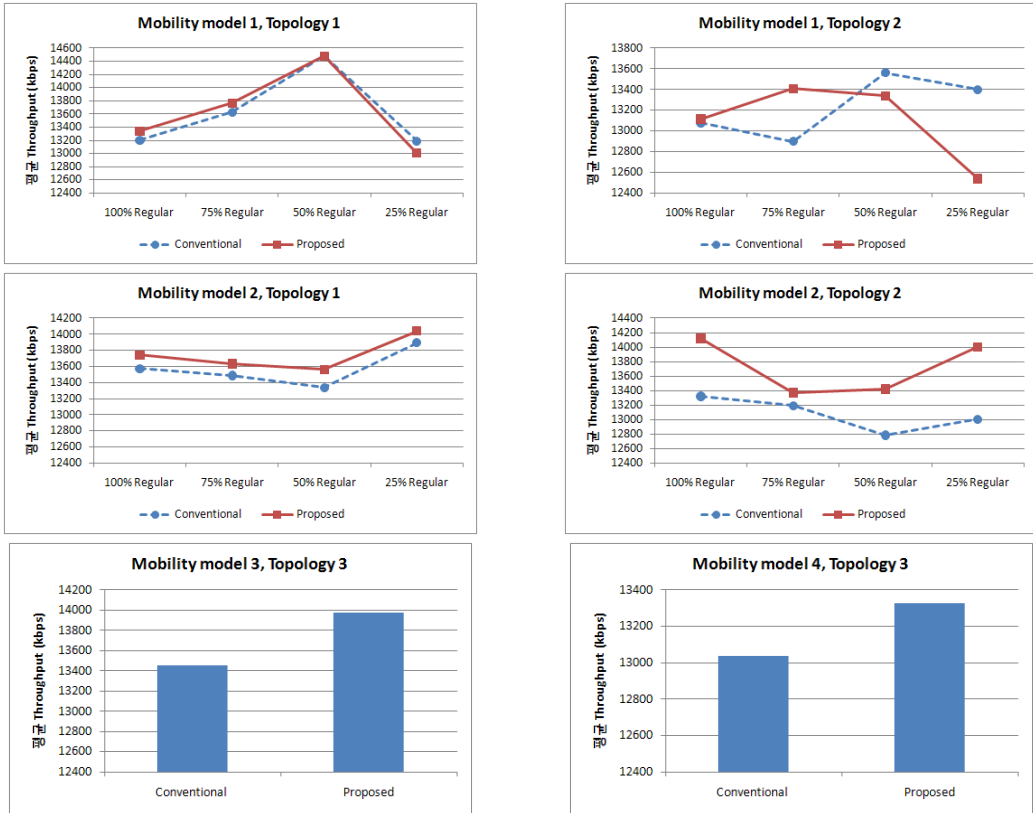 Mobility model 1, Topology 1
평균 Throughput (kbps)
14600
14400
14200
14000
13800
13600
13400
13200
13000
12800
12600
12400
100% Regular 75% Regular 50% Regular 25% Regular
Conventional Proposed
Mobility model 1, Topology 2
평균 Throughput (kbps)
13800
13600
13400
13200
13000
12800
12600
12400
100% Regular 75% Regular 50% Regular 25% Regular
Conventional Proposed
Mobility model 2, Topology 1
평균 Throughput (kbps)
14200
14000
13800
13600
13400
13200
13000
12800
12600
12400
100% Regular 75% Regular 50% Regular 25% Regular
Conventional Proposed
Mobility model 2, Topology 2
평균 Throughput (kbps)
14400
14200
14000
13800
13600
13400
13200
13000
12800
12600
12400
100% Regular 75% Regular 50% Regular 25% Regular
Conventional Proposed
Mobility model 3, Topology 3
평균 Throughput (kbps)
14200
14000
13800
13600
13400
13200
13000
12800
12600
12400
Conventional Proposed
Mobility model 4, Topology 3
평균 Throughput (kbps)
13400
13200
13000
12800
12600
12400
Conventional Proposed